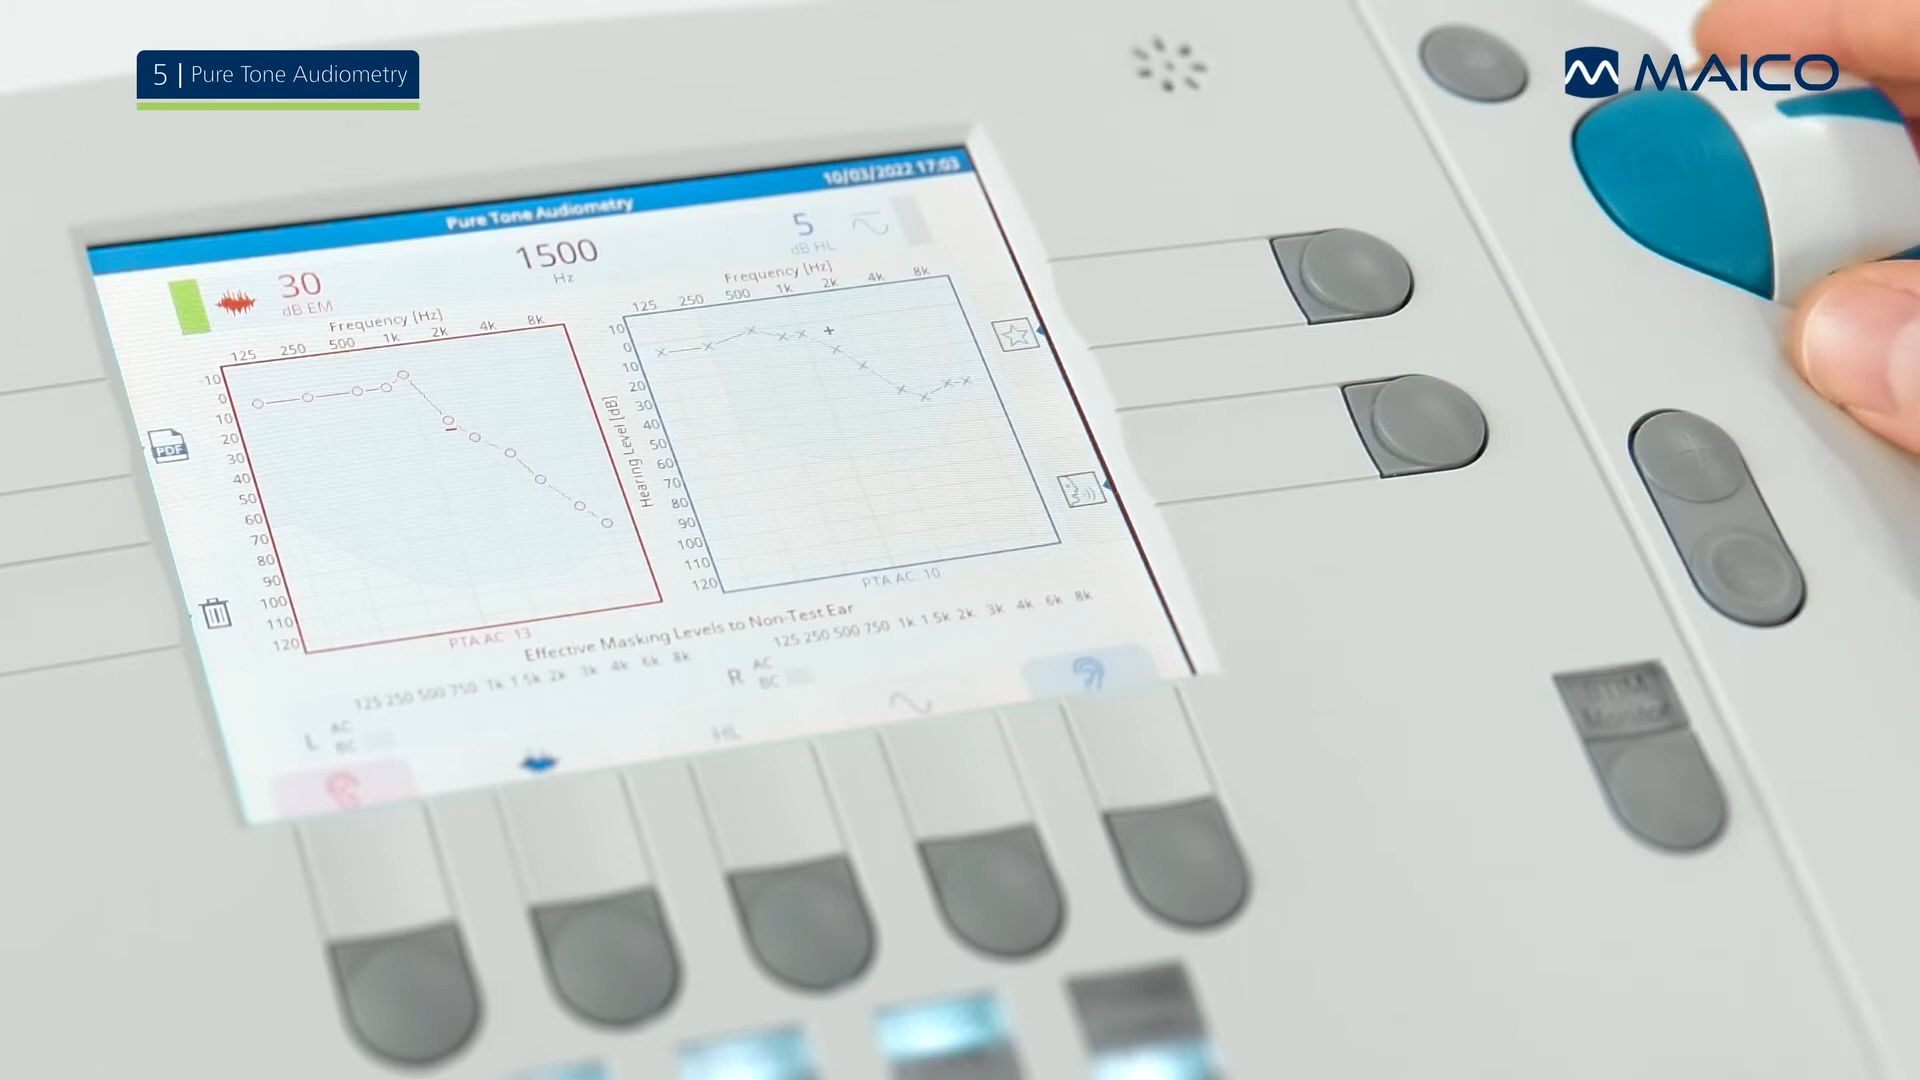 5 | Pure Tone Audiometry
MAICO
10/03/2022 17:03
Pure Tone Audiometry
30
dB EM
1500
Hz
5
dB HL
Frequency [Hz]
125 250 500 1k 2k 4k 8k
-10
0
10
20
30
40
50
60
70
80
90
100
110
120
PTA AC 13
Frequency [Hz]
125 250 500 1k 2k 4k 8k
Hearing Level [dB]
-10
0
10
20
30
40
50
60
70
80
90
100
110
120
PTA AC: 10
PDF
Effective Masking Levels to Non-Test Ear
125 250 500 750 1k 1.5k 2k 3k 4k 6k 8k
L AC
BC
125 250 500 750 1k 1.5k 2k 3k 4k 6k 8k
R AC
BC
HL
Monitor